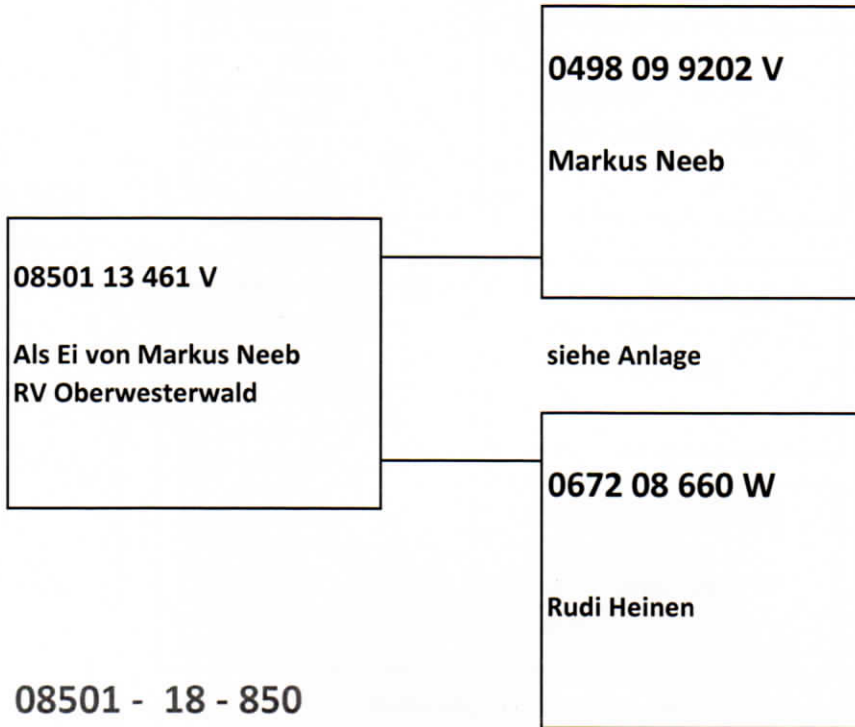 0498 09 9202 V
Markus Neeb
08501 13 461 V
Als Ei von Markus Neeb
RV Oberwesterwald
siehe Anlage
0672 08 660 W
Rudi Heinen
08501 - 18 - 850